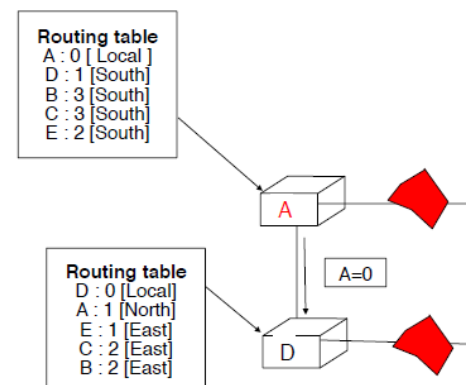 Routing table
A : 0 [ Local ]
D : 1 [South]
B : 3 [South]
C : 3 [South]
E : 2 [South]
A
A=0
Routing table
D : 0 [Local]
A : 1 [North]
E : 1 [East]
C : 2 [East]
B : 2 [East]
D